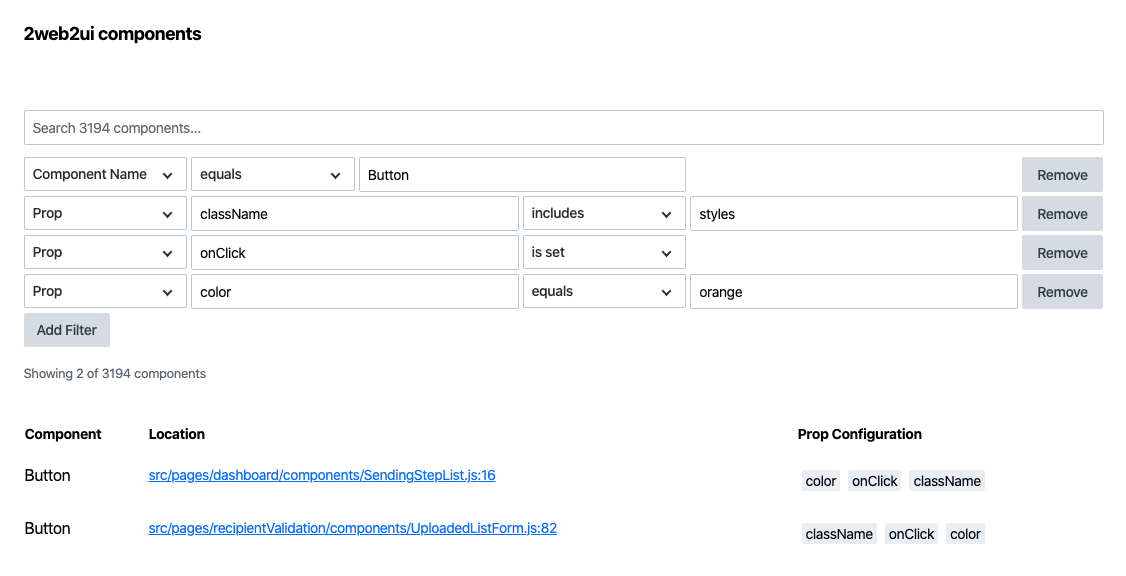 2web2ui components
Search 3194 components...
Component Name equals Button Remove
Prop className includes styles Remove
Prop onClick is set Remove
Prop color equals orange Remove
Add Filter
Showing 2 of 3194 components
Component Location Prop Configuration
Button src/pages/dashboard/components/SendingStepList.js:16 color onClick className
Button src/pages/recipientValidation/components/UploadedListForm.js:82 className onClick color